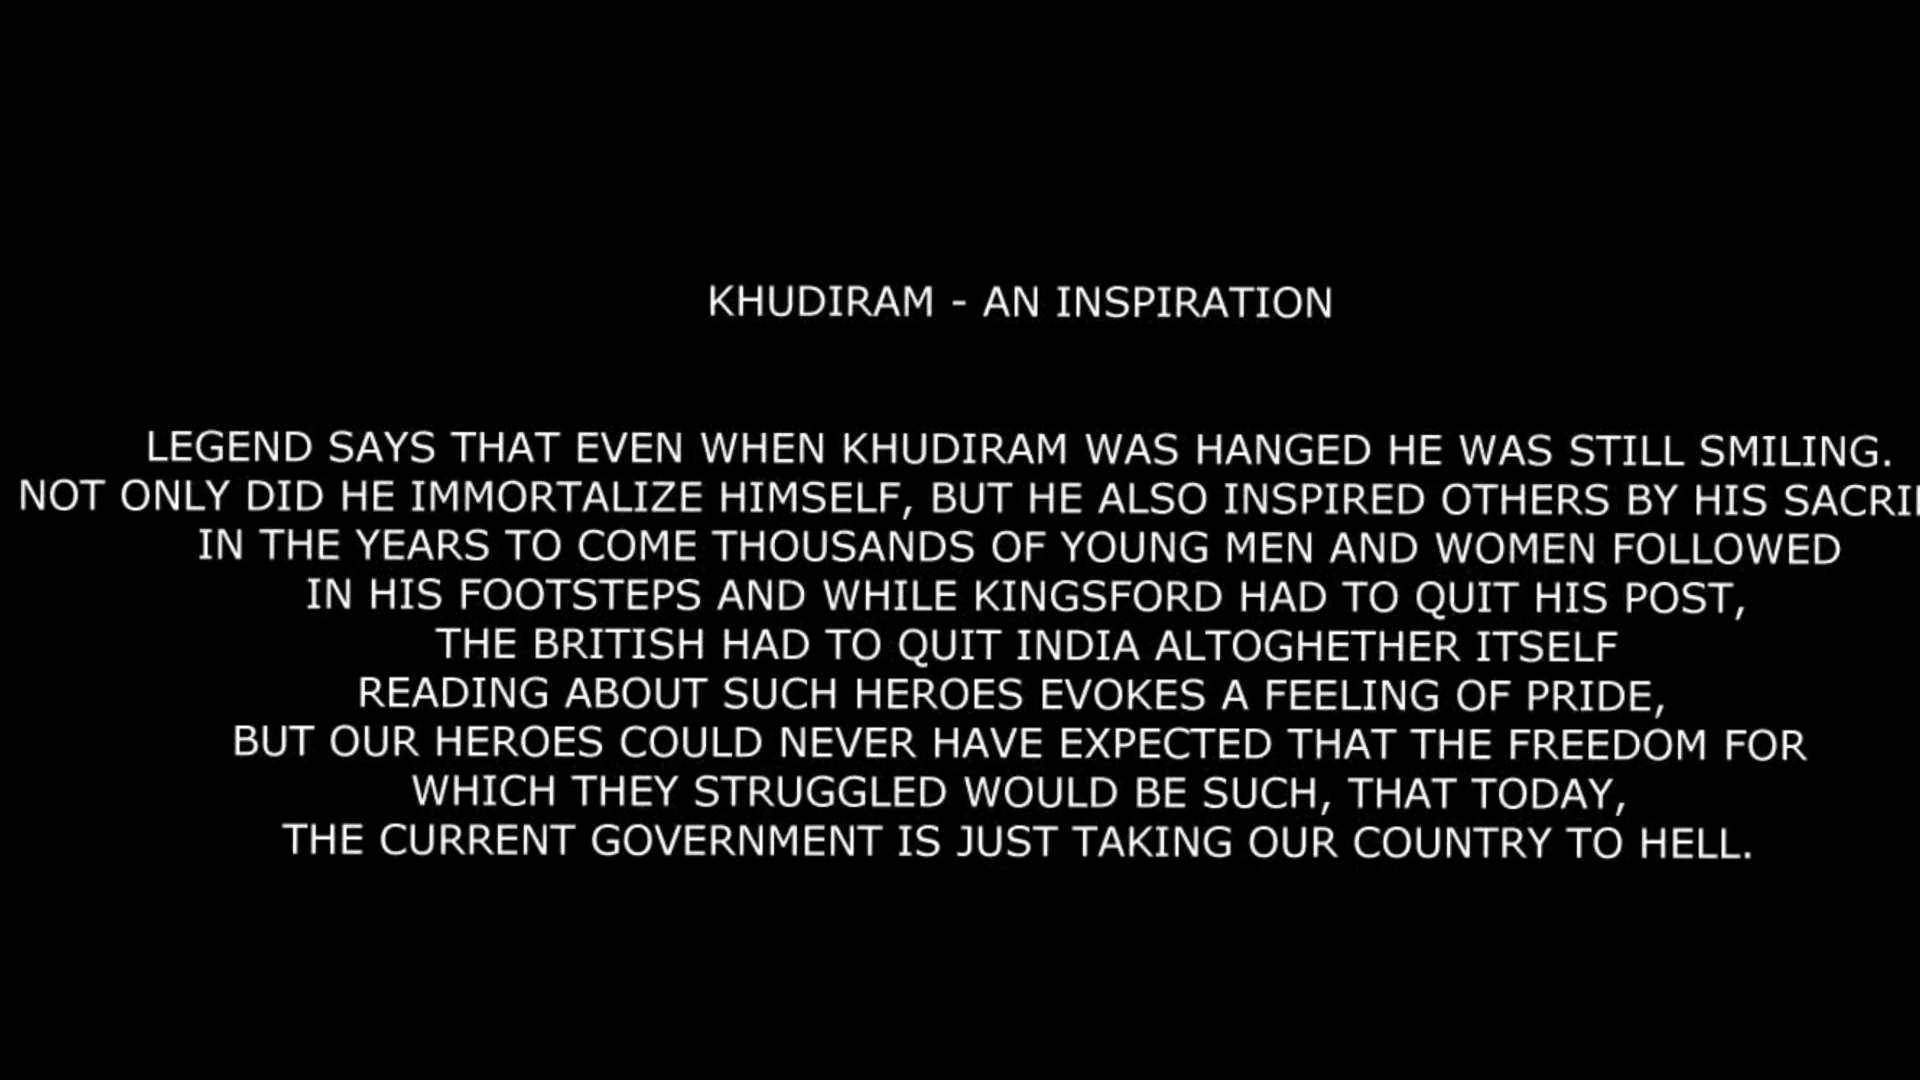 KHUDIRAM - AN INSPIRATION
LEGEND SAYS THAT EVEN WHEN KHUDIRAM WAS HANGED HE WAS STILL SMILING.
NOT ONLY DID HE IMMORTALIZE HIMSELF, BUT HE ALSO INSPIRED OTHERS BY HIS
IN THE YEARS TO COME THOUSANDS OF YOUNG MEN AND WOMEN FOLLOWED
IN HIS FOOTSTEPS AND WHILE KINGSFORD HAD TO QUIT HIS POST,
THE BRITISH HAD TO QUIT INDIA ALTOGHETHER ITSELF
READING ABOUT SUCH HEROES EVOKES A FEELING OF PRIDE,
BUT OUR HEROES COULD NEVER HAVE EXPECTED THAT THE FREEDOM FOR
WHICH THEY STRUGGLED WOULD BE SUCH, THAT TODAY,
THE CURRENT GOVERNMENT IS JUST TAKING OUR COUNTRY TO HELL.